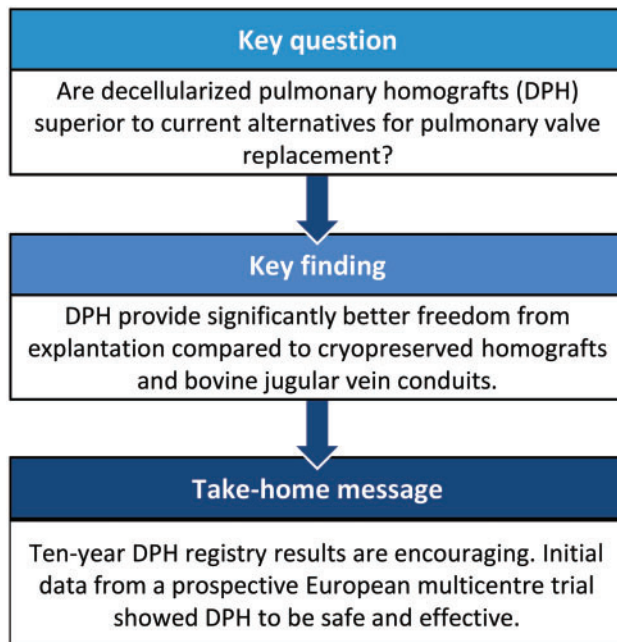 Key question
Are decellularized pulmonary homografts (DPH)
superior to current alternatives for pulmonary valve
replacement?
Key finding
DPH provide significantly better freedom from
explantation compared to cryopreserved homografts
and bovine jugular vein conduits.
Take-home message
Ten-year DPH registry results are encouraging. Initial
data from a prospective European multicentre trial
showed DPH to be safe and effective.